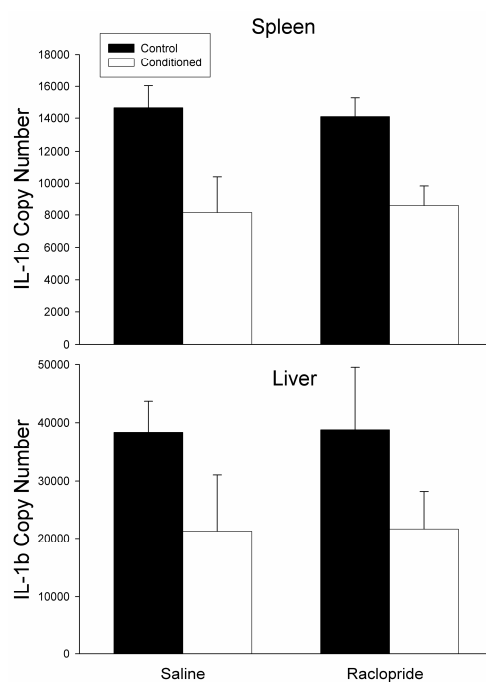 Spleen
Control
Conditioned
IL-1b Copy Number
18000
16000
14000
12000
10000
8000
6000
4000
2000
0
Liver
IL-1b Copy Number
50000
40000
30000
20000
10000
0
Saline Raclopride